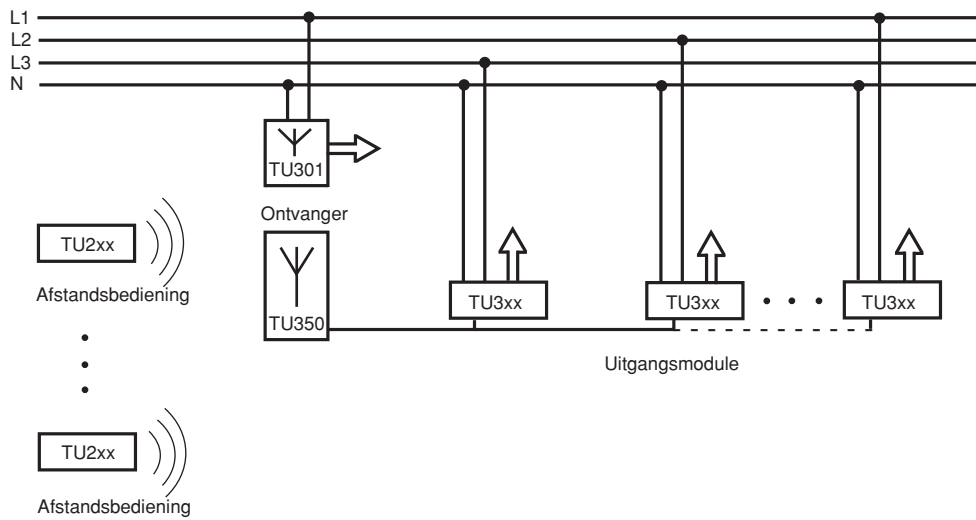 L1
L2
L3
N
TU301
Ontvanger
TU350
TU2xx
Afstandsbediening
TU3xx
TU3xx
TU3xx
Uitgangsmodule
TU2xx
Afstandsbediening